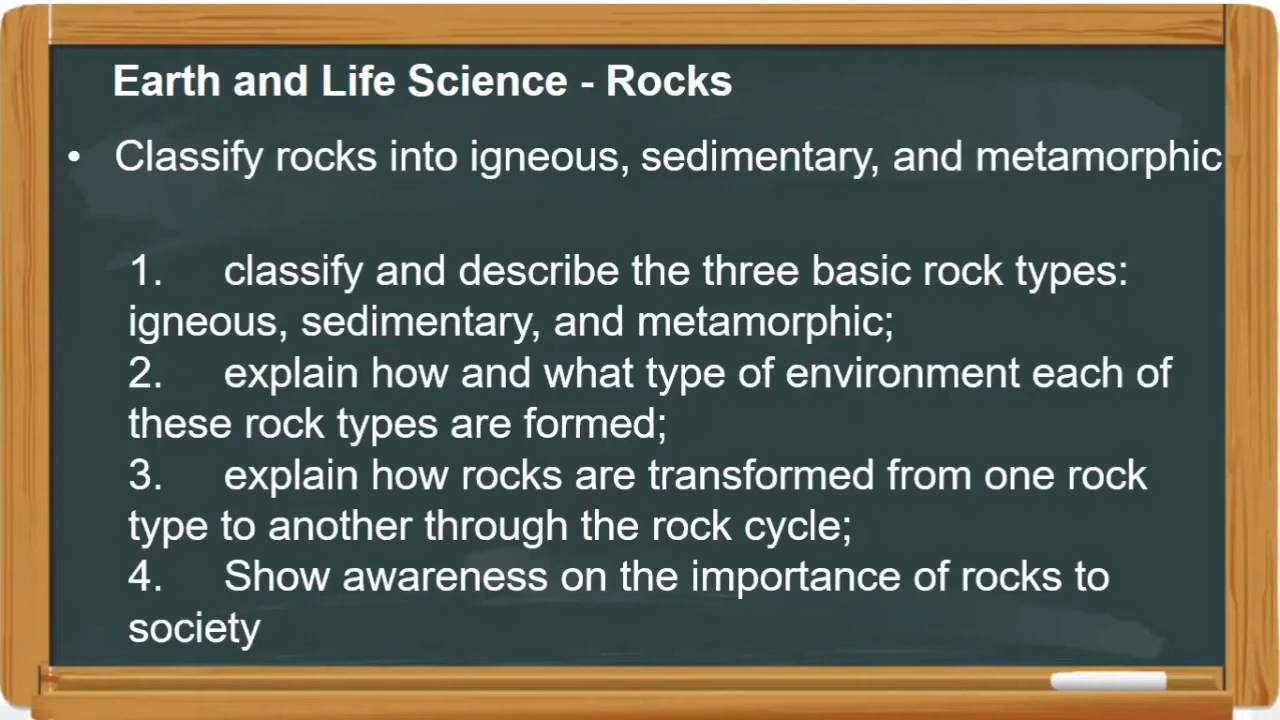 Earth and Life Science - Rocks
• Classify rocks into igneous, sedimentary, and metamorphic
1. classify and describe the three basic rock types:
igneous, sedimentary, and metamorphic;
2. explain how and what type of environment each of
these rock types are formed;
3. explain how rocks are transformed from one rock
type to another through the rock cycle;
4. Show awareness on the importance of rocks to
society